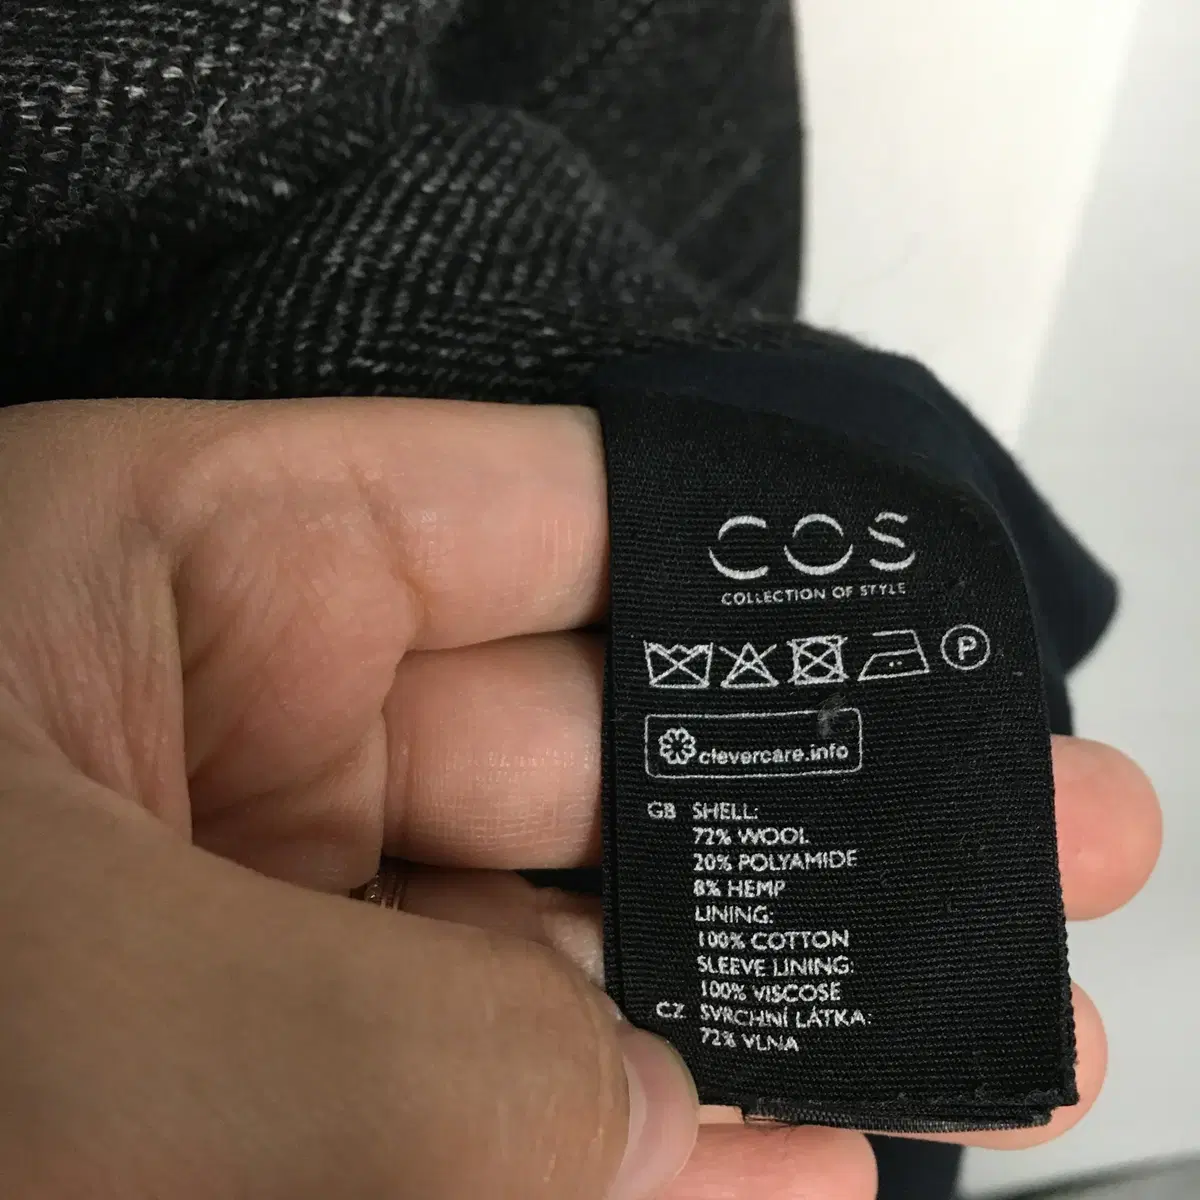 COS
COLLECTION OF STYLE
P
clevercare.info
GB SHELL:
72% WOOL
20% POLYAMIDE
8% HEMP
LINING:
100% COTTON
SLEEVE LINING:
100% VISCOSE
CZ SVRCHNÍ LÁTKA:
72% VLNA